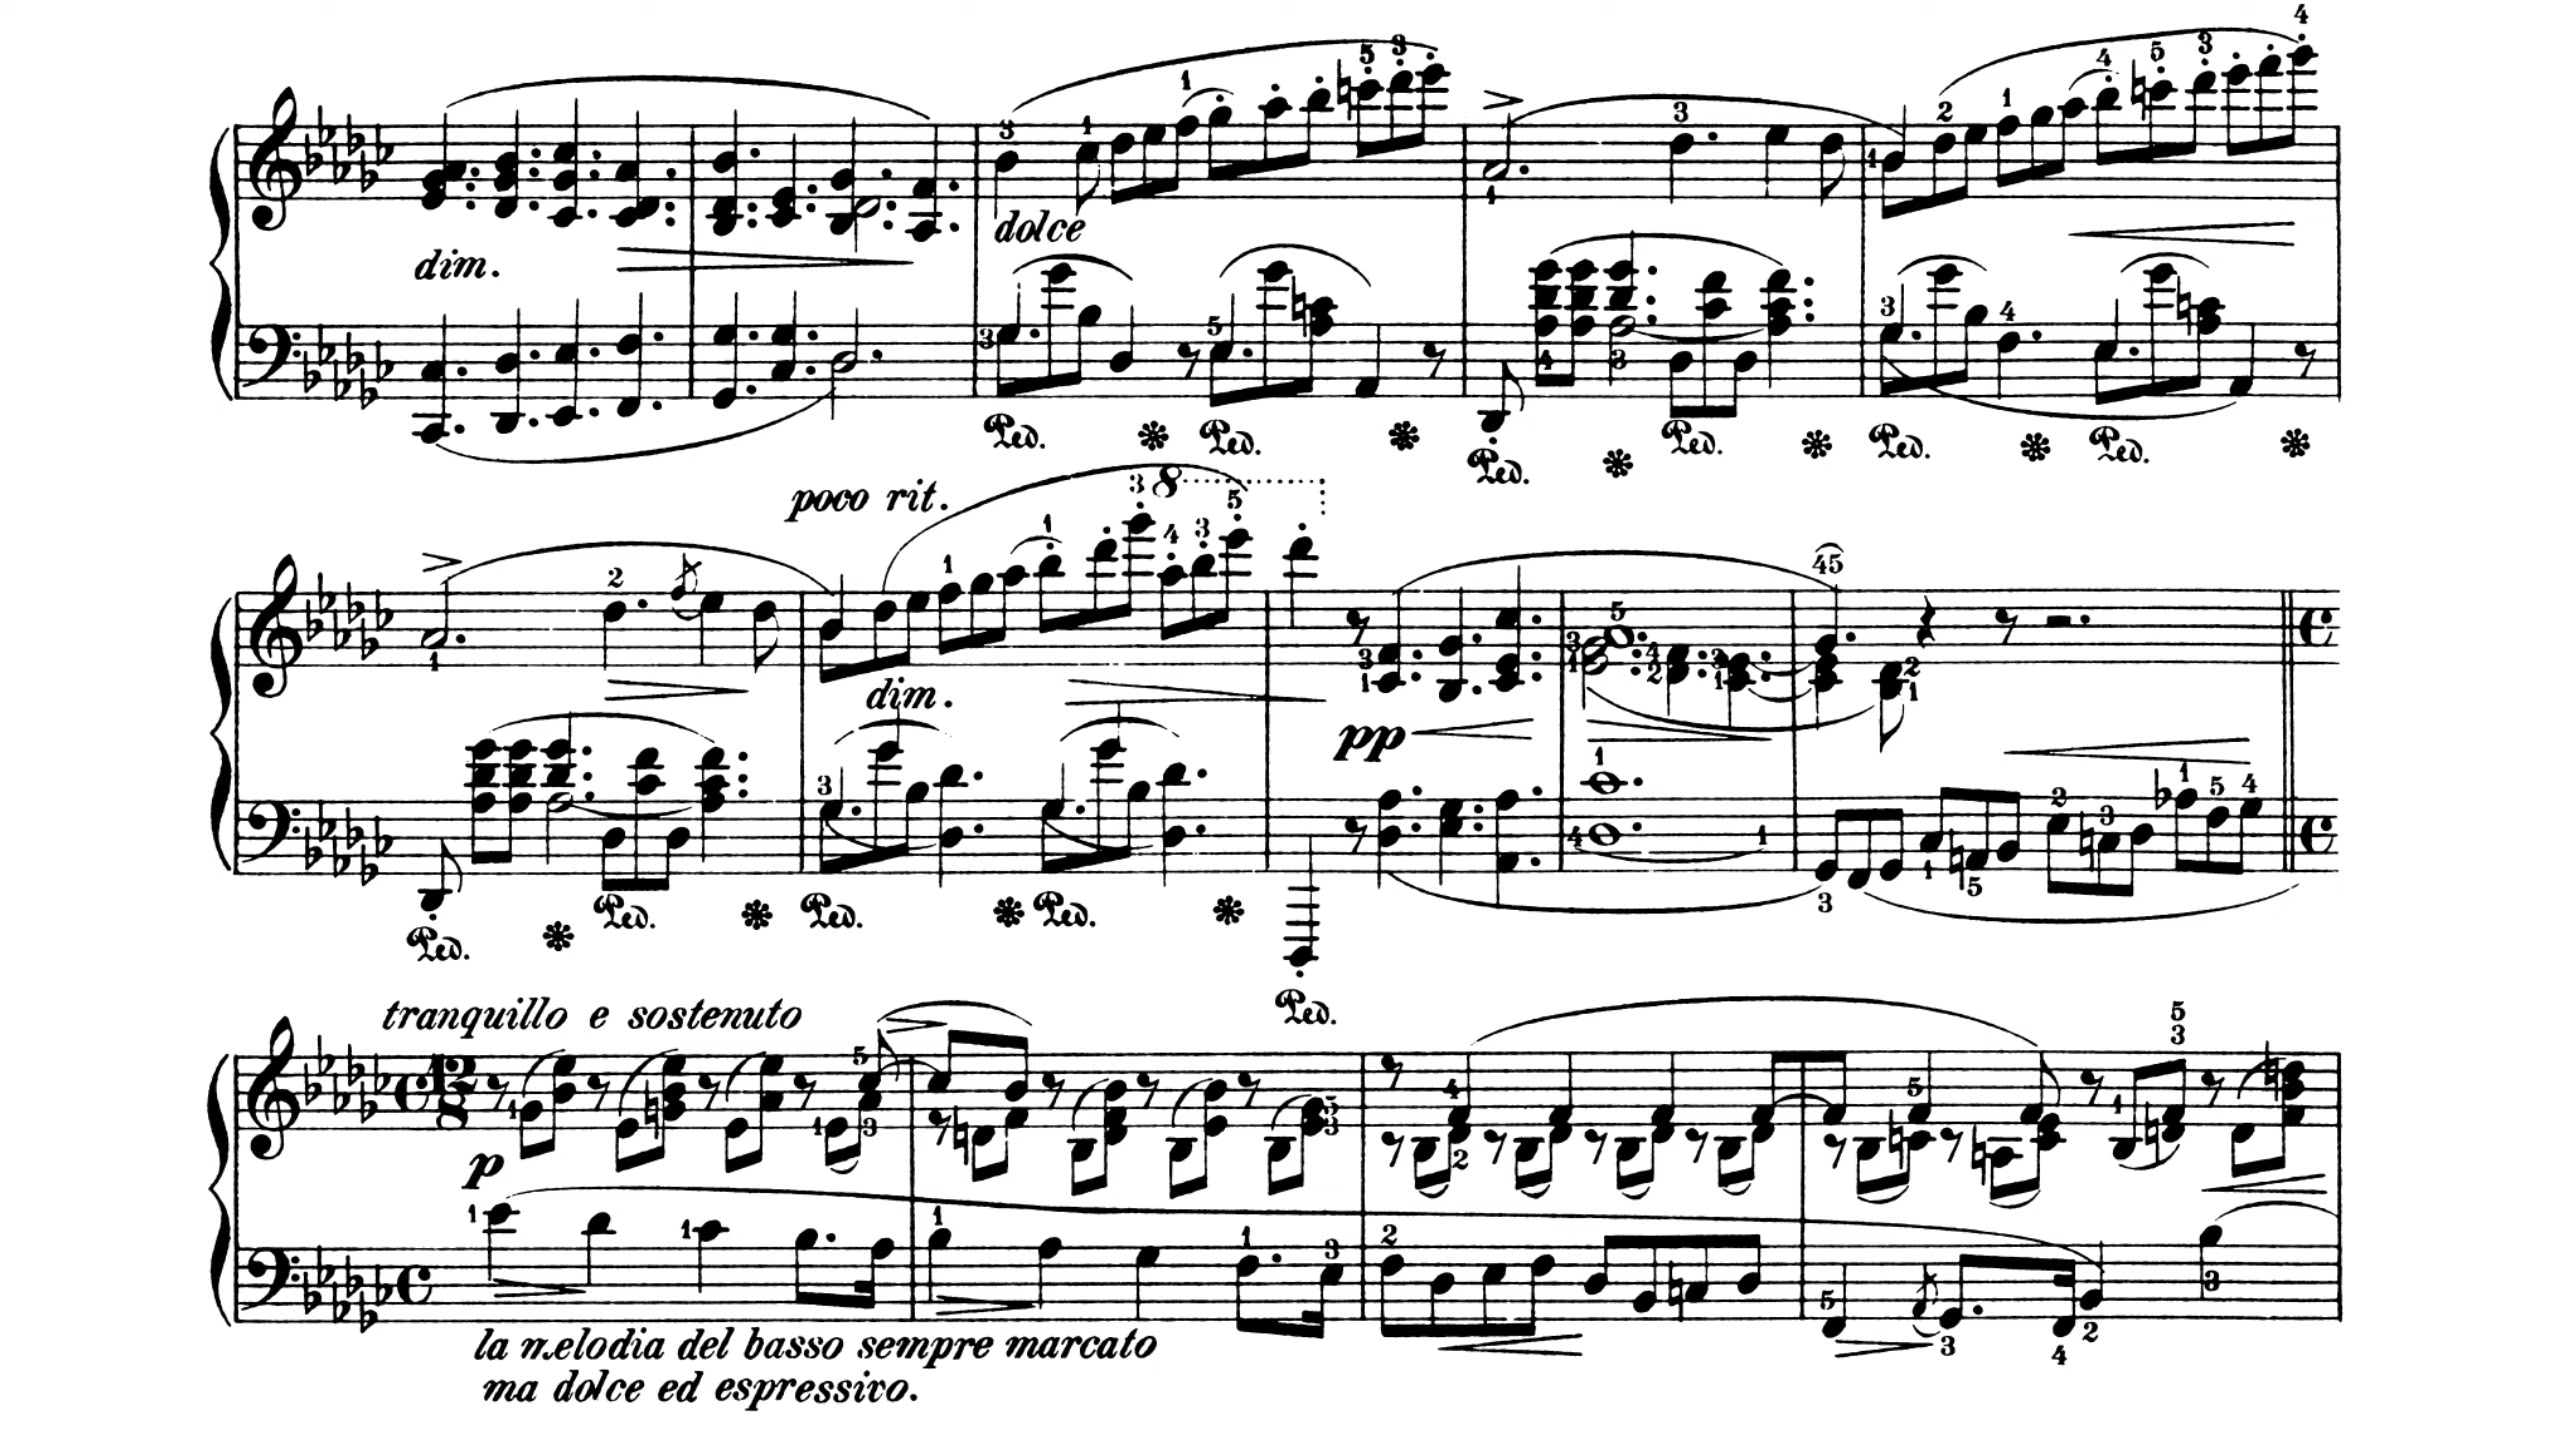 dim.
dolce
Ped. Ped. Ped. Ped. Ped. Ped.
poco rit.
dim.
pp
Ped. Ped. Ped. Ped. Ped.
tranquillo e sostenuto
p
la melodia del basso sempre marcato
ma dolce ed espressivo.